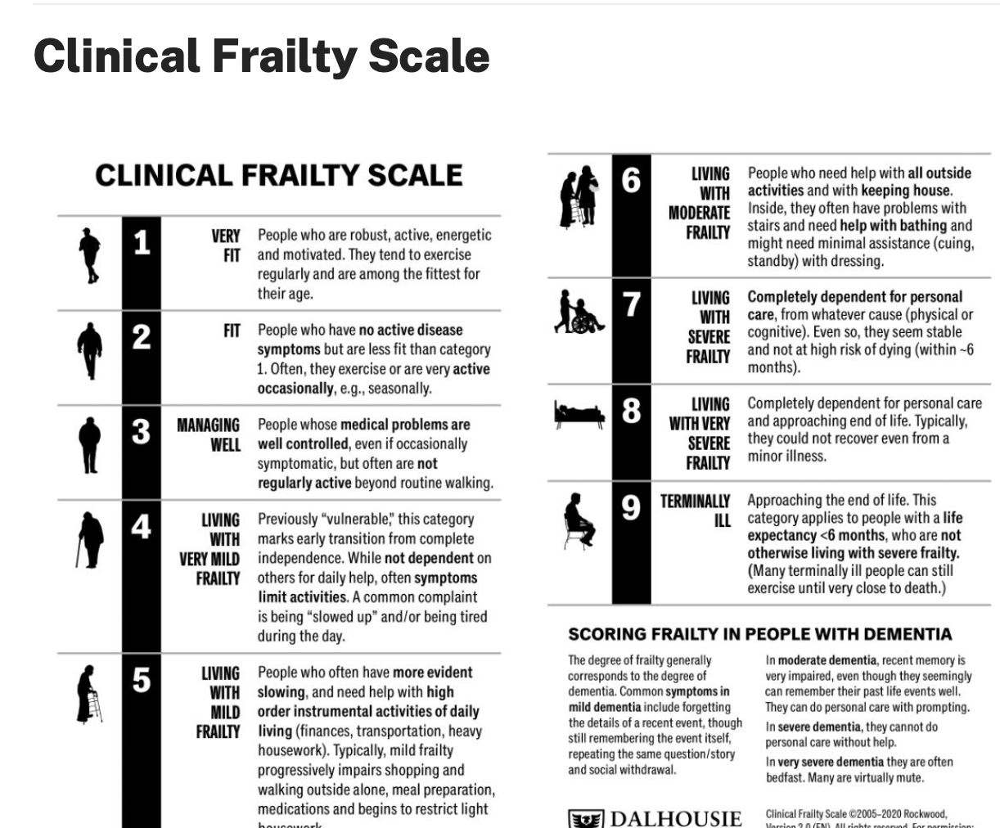 Clinical Frailty Scale
CLINICAL FRAILTY SCALE
1
VERY
FIT
People who are robust, active, energetic
and motivated. They tend to exercise
regularly and are among the fittest for
their age.
2
FIT
People who have no active disease
symptoms but are less fit than category
1. Often, they exercise or are very active
occasionally, e.g., seasonally.
3
MANAGING
WELL
People whose medical problems are
well controlled, even if occasionally
symptomatic, but often are not
regularly active beyond routine walking.
4
LIVING
WITH
VERY MILD
FRAILTY
Previously “vulnerable,” this category
marks early transition from complete
independence. While not dependent on
others for daily help, often symptoms
limit activities. A common complaint
is being “slowed up” and/or being tired
during the day.
5
LIVING
WITH
MILD
FRAILTY
People who often have more evident
slowing, and need help with high
order instrumental activities of daily
living (finances, transportation, heavy
housework). Typically, mild frailty
progressively impairs shopping and
walking outside alone, meal preparation,
medications and begins to restrict light
housework.
6
LIVING
WITH
MODERATE
FRAILTY
People who need help with all outside
activities and with keeping house.
Inside, they often have problems with
stairs and need help with bathing and
might need minimal assistance (cuing,
standby) with dressing.
7
LIVING
WITH
SEVERE
FRAILTY
Completely dependent for personal
care, from whatever cause (physical or
cognitive). Even so, they seem stable
and not at high risk of dying (within ~6
months).
8
LIVING
WITH VERY
SEVERE
FRAILTY
Completely dependent for personal care
and approaching end of life. Typically,
they could not recover even from a
minor illness.
9
TERMINALLY
ILL
Approaching the end of life. This
category applies to people with a life
expectancy <6 months, who are not
otherwise living with severe frailty.
(Many terminally ill people can still
exercise until very close to death.)
SCORING FRAILTY IN PEOPLE WITH DEMENTIA
The degree of frailty generally
corresponds to the degree of
dementia. Common symptoms in
mild dementia include forgetting
the details of a recent event, though
still remembering the event itself,
repeating the same question/story
and social withdrawal.
In moderate dementia, recent memory is
very impaired, even though they seemingly
can remember their past life events well.
They can do personal care with prompting.
In severe dementia, they cannot do
personal care without help.
In very severe dementia they are often
bedfast. Many are virtually mute.
DALHOUSIE
Clinical Frailty Scale ©2005–2020 Rockwood,
Version 2.0 (EN). All rights reserved. For permission: